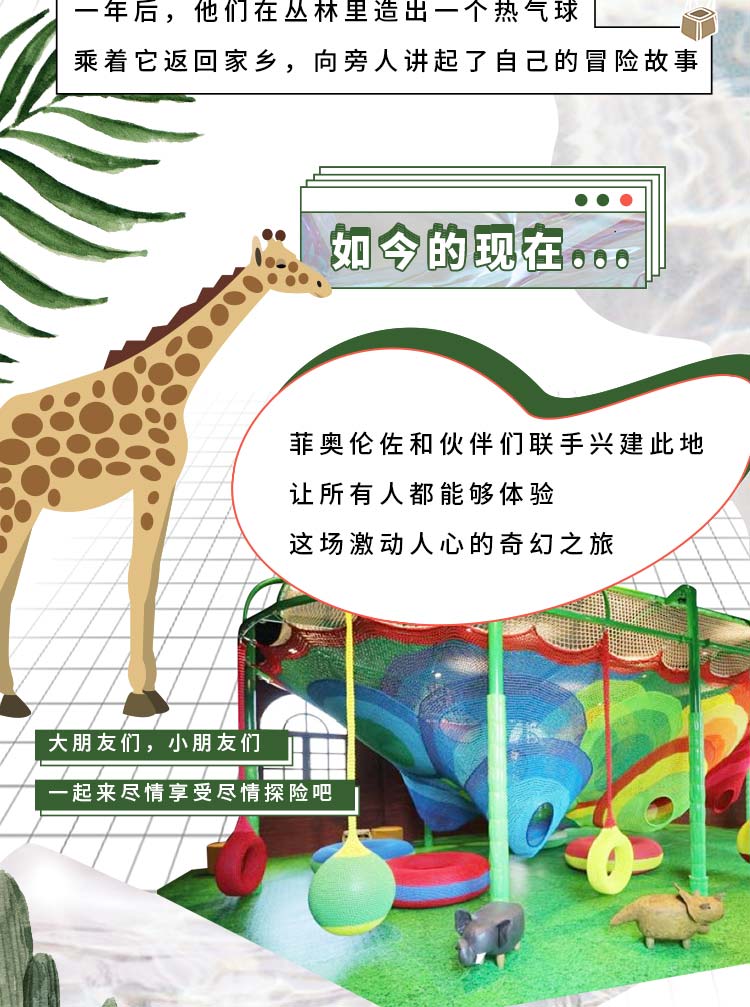 一年后，他们在丛林里造出一个热气球
乘着它返回家乡，向旁人讲起了自己的冒险故事
如今的现在...
菲奥伦佐和伙伴们联手兴建此地
让所有人都能够体验
这场激动人心的奇幻之旅
大朋友们，小朋友们
一起来尽情享受尽情探险吧